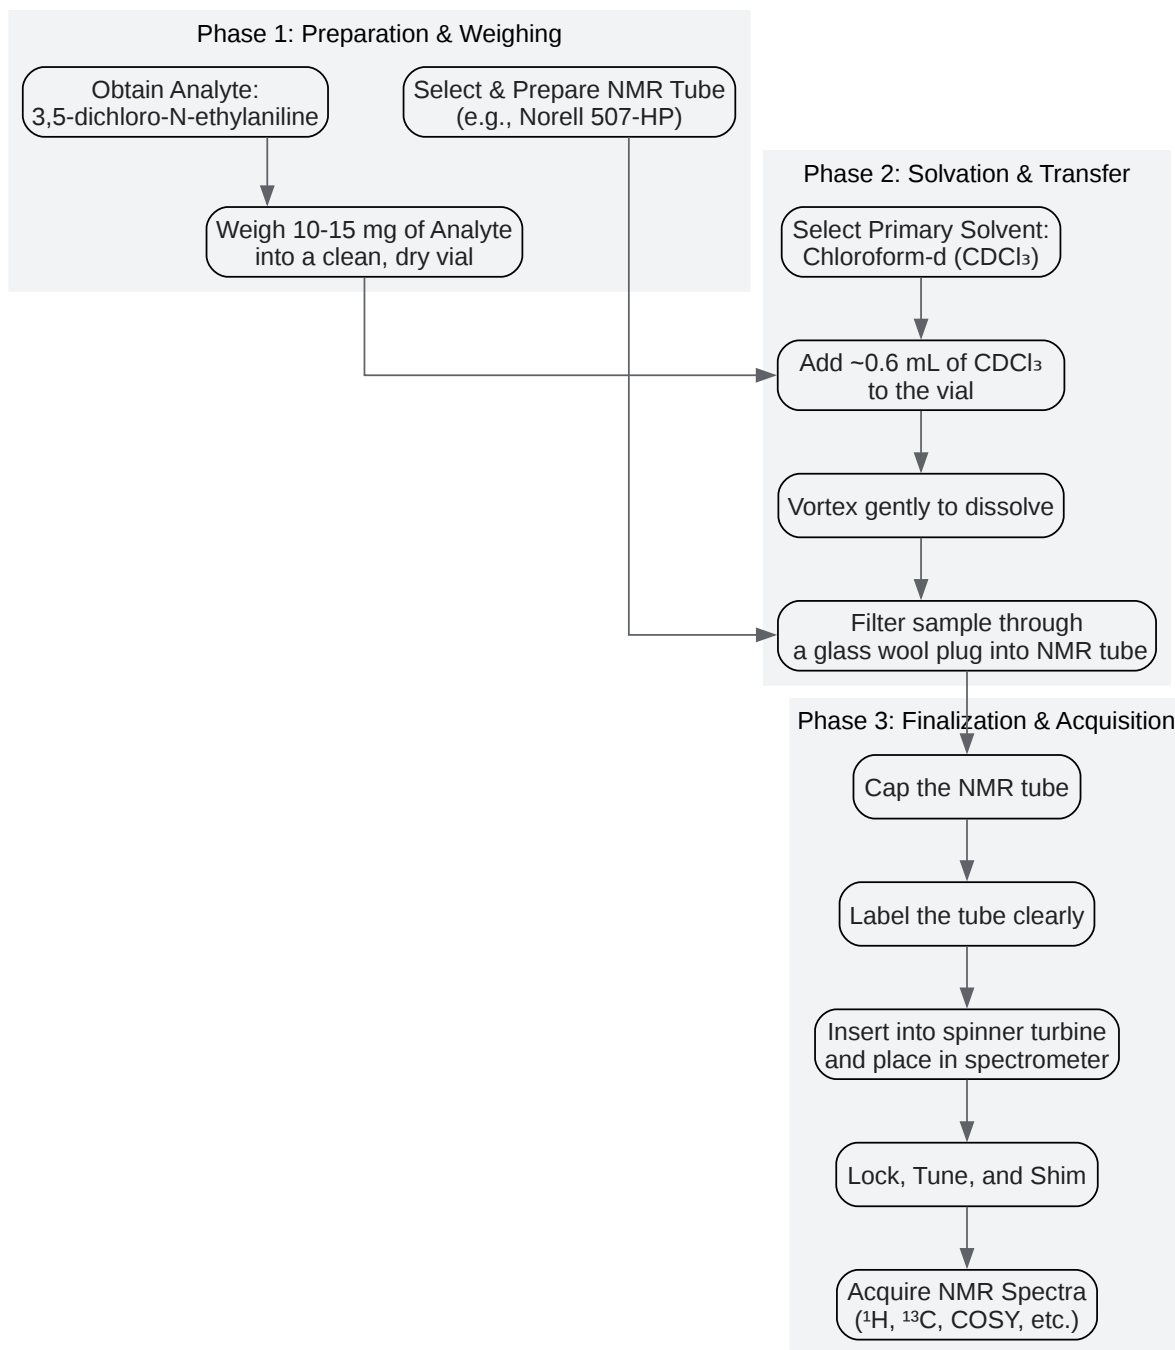 Phase 1: Preparation & Weighing
Obtain Analyte:
3,5-dichloro-N-ethylaniline
Select & Prepare NMR Tube
(e.g., Norell 507-HP)
Weigh 10-15 mg of Analyte
into a clean, dry vial
Phase 2: Solvation & Transfer
Select Primary Solvent:
Chloroform-d (CDCl₃)
Add ~0.6 mL of CDCl₃
to the vial
Vortex gently to dissolve
Filter sample through
a glass wool plug into NMR tube
Phase 3: Finalization & Acquisition
Cap the NMR tube
Label the tube clearly
Insert into spinner turbine
and place in spectrometer
Lock, Tune, and Shim
Acquire NMR Spectra
(¹H, ¹³C, COSY, etc.)